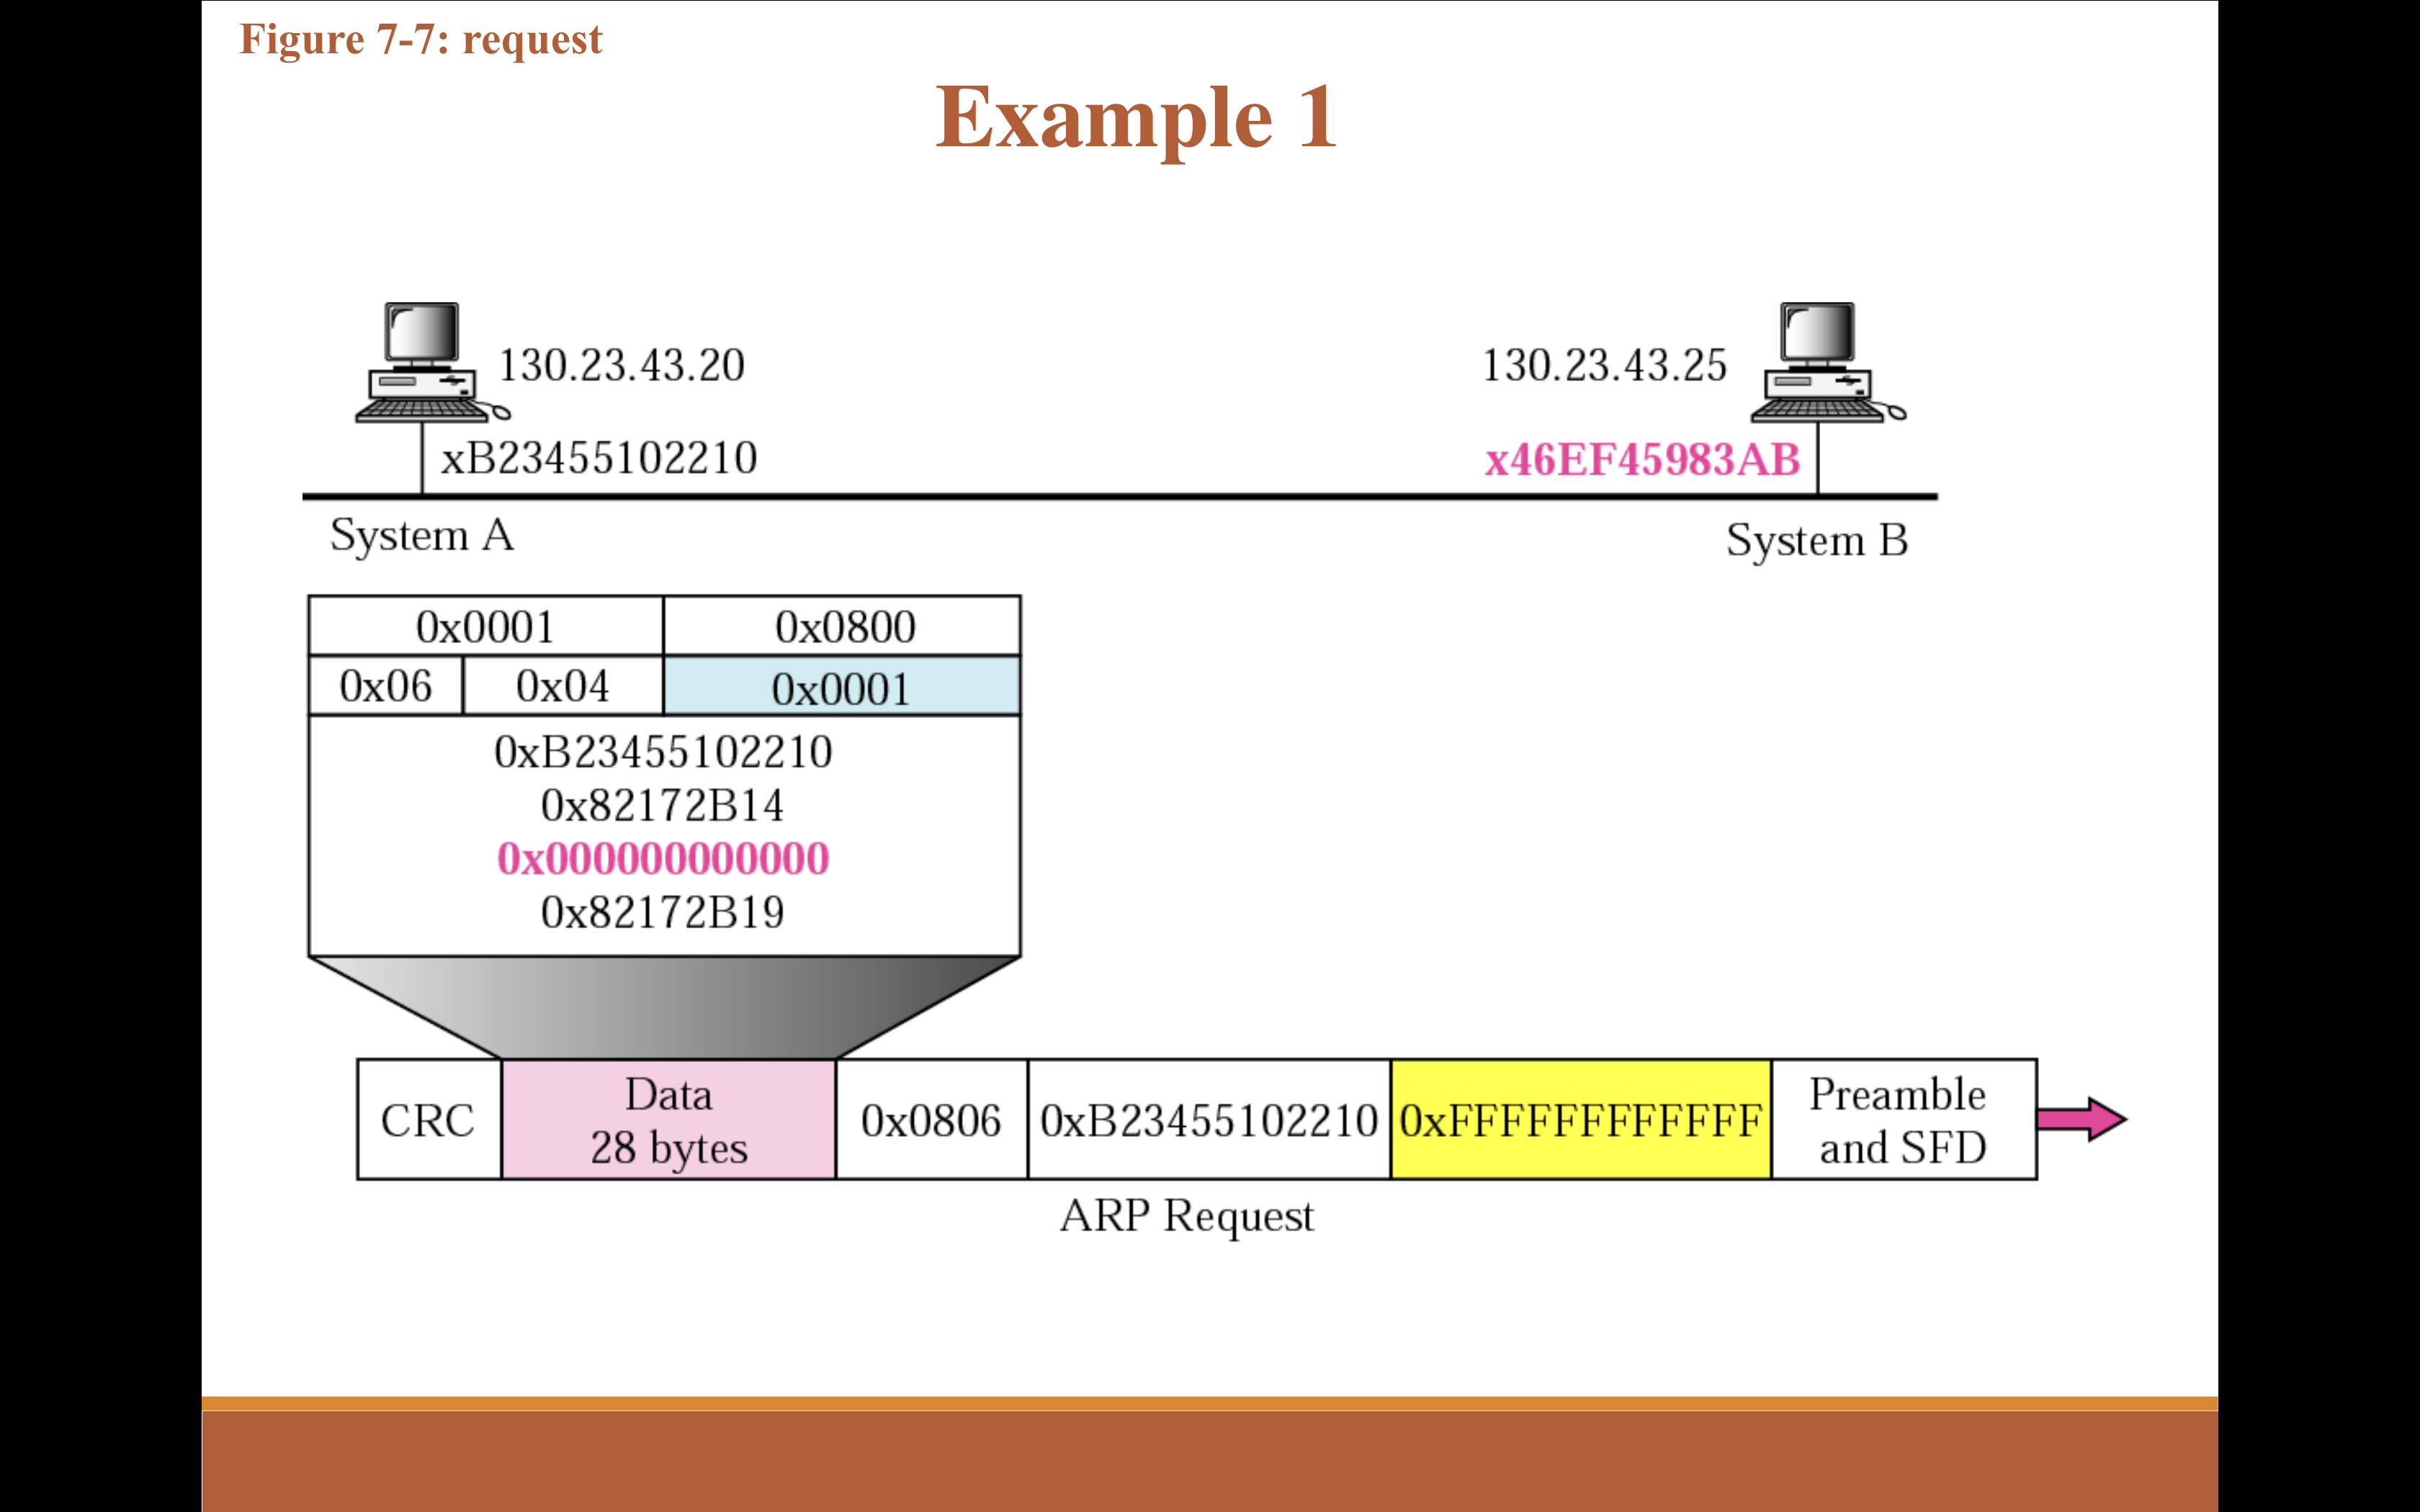 Figure 7-7: request
Example 1
130.23.43.20
130.23.43.25
xB23455102210
x46EF45983AB
System A
System B
0x0001
0x0800
0x06
0x04
0x0001
0xB23455102210
0x82172B14
0x000000000000
0x82172B19
CRC
Data
28 bytes
0x0806
0xB23455102210
0xFFFFFFFFFFFF
Preamble
and SFD
ARP Request